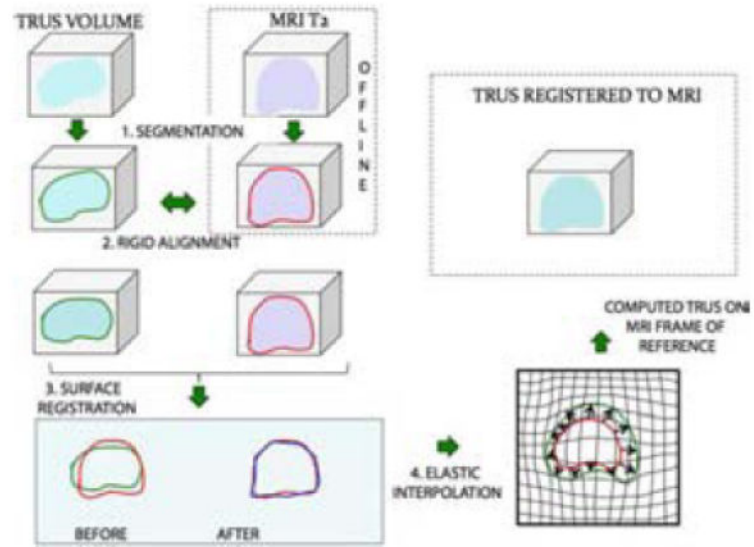 TRUS VOLUME
MRI T2
OFFLINE
1. SEGMENTATION
2. RIGID ALIGNMENT
3. SURFACE
REGISTRATION
BEFORE
AFTER
4. ELASTIC
INTERPOLATION
COMPUTED TRUS ON
MRI FRAME OF
REFERENCE
TRUS REGISTERED TO MRI